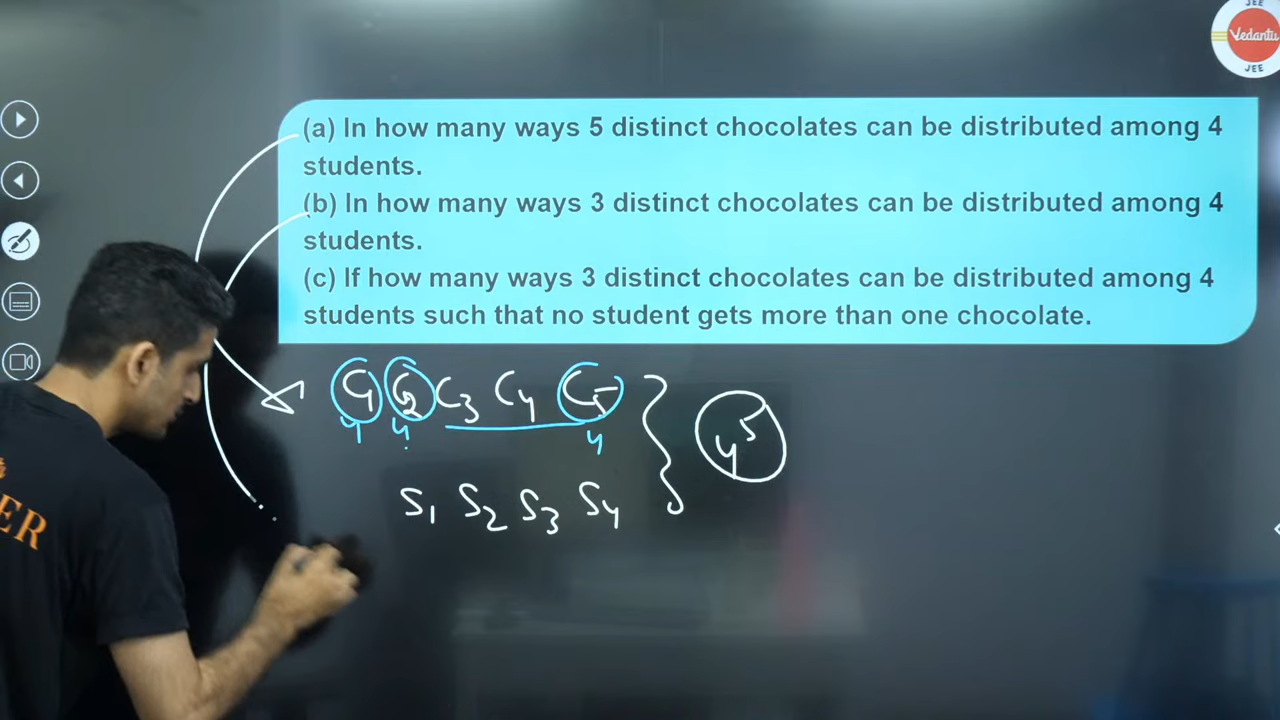 JEE
Vedantu
JEE
(a) In how many ways 5 distinct chocolates can be distributed among 4
students.
(b) In how many ways 3 distinct chocolates can be distributed among 4
students.
(c) If how many ways 3 distinct chocolates can be distributed among 4
students such that no student gets more than one chocolate.
C1 C2 C3 C4 C5
4 4 4
4^5
S1 S2 S3 S4
ER